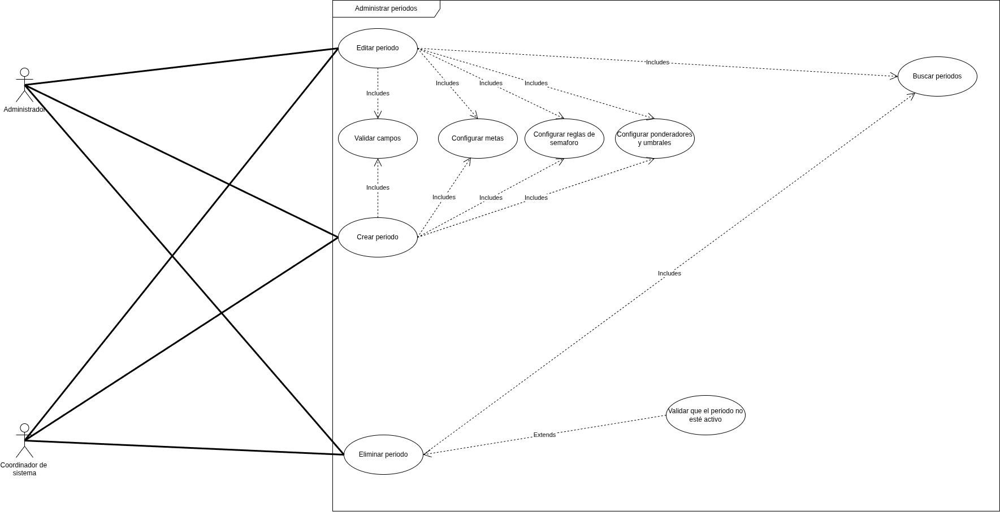 Administrar periodos
Editar periodo
Includes
Buscar periodos
Includes
Includes
Includes
Includes
Administrador
Validar campos
Configurar metas
Configurar reglas de
semaforo
Configurar ponderadores
y umbrales
Includes
Includes
Includes
Includes
Crear periodo
Includes
Validar que el periodo no
esté activo
Extends
Eliminar periodo
Coordinador de
sistema